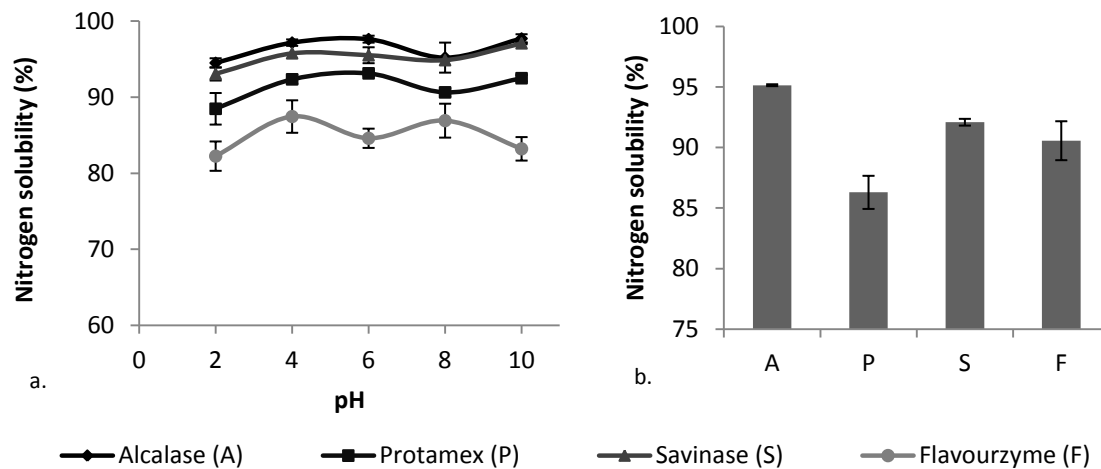 Nitrogen solubility (%)
100
90
80
70
60
0 2 4 6 8 10
pH
a.
Nitrogen solubility (%)
100
95
90
85
80
75
A P S F
b.
Alcalase (A) Protamex (P) Savinase (S) Flavourzyme (F)